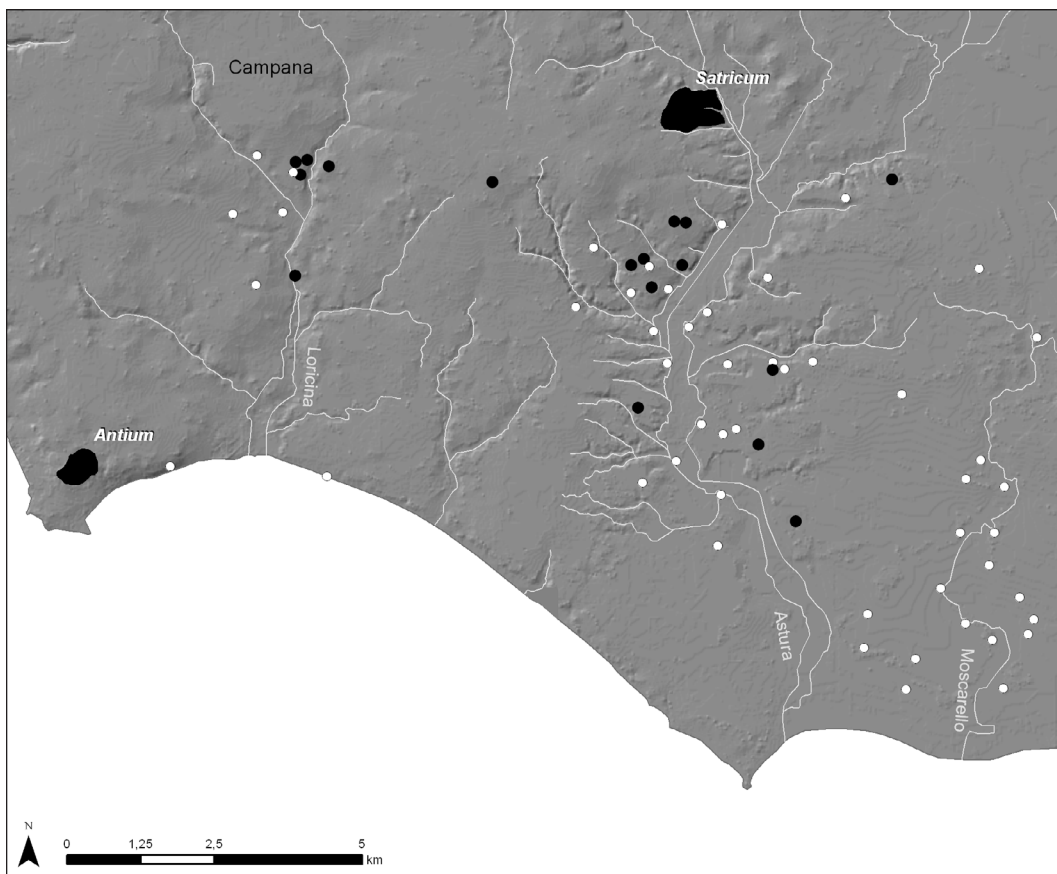 Campana
Satricum
Loricina
Antium
Astura
Moscarello
N
0 1,25 2,5 5
km